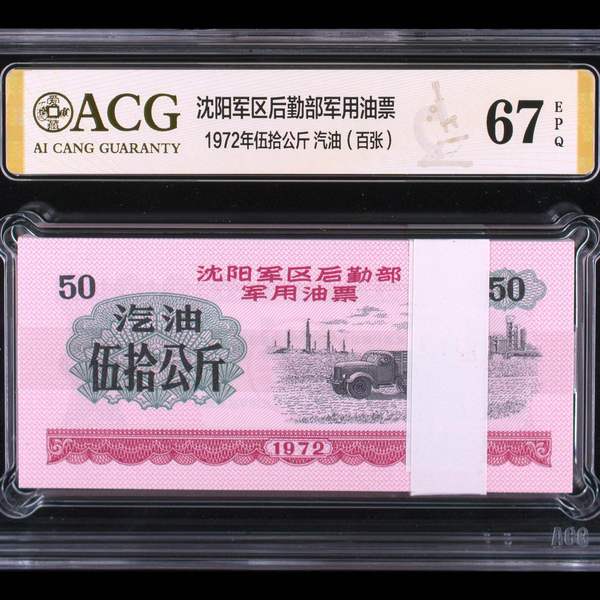 ACG
AI CANG GUARANTY
沈阳军区后勤部军用油票
1972年伍拾公斤 汽油（百张）
67
EPQ
沈阳军区后勤部
军用油票
50
50
汽油
伍拾公斤
1972
ACG